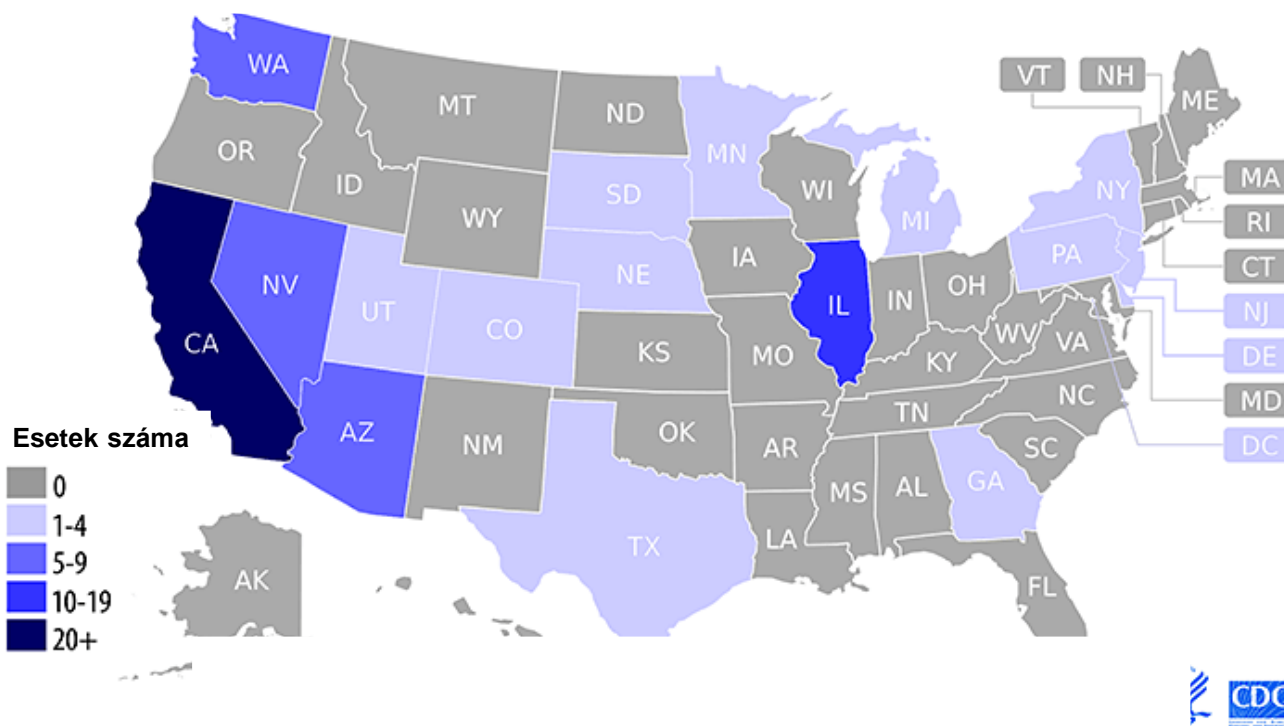 WA
MT
ND
MN
VT
NH
ME
OR
ID
SD
WI
MI
NY
MA
RI
WY
IA
NE
PA
CT
NV
UT
CO
IL
IN
OH
NJ
CA
KS
MO
KY
WV
VA
DE
AZ
NM
OK
AR
TN
NC
MD
SC
DC
Esetek száma
0
1-4
5-9
10-19
20+
MS
AL
GA
LA
TX
FL
AK
CDC